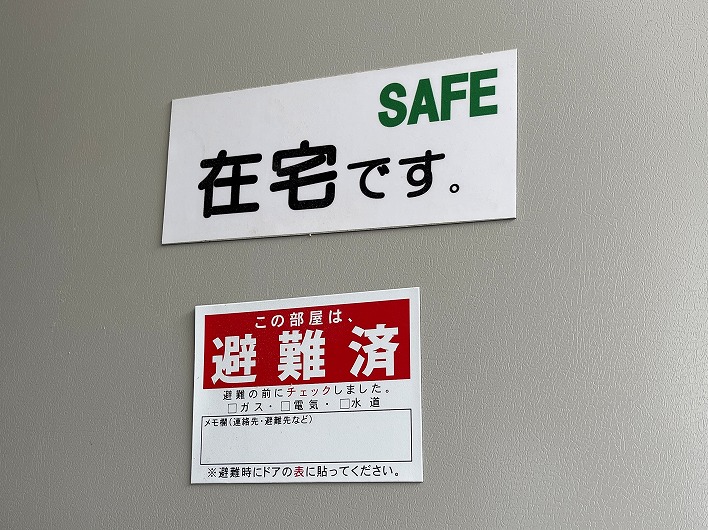 SAFE
在宅です。
この部屋は、
避難済
避難の前にチェックしました。
□ガス・□電気・□水道
メモ欄(連絡先・避難先など)
※避難時にドアの表に貼ってください。